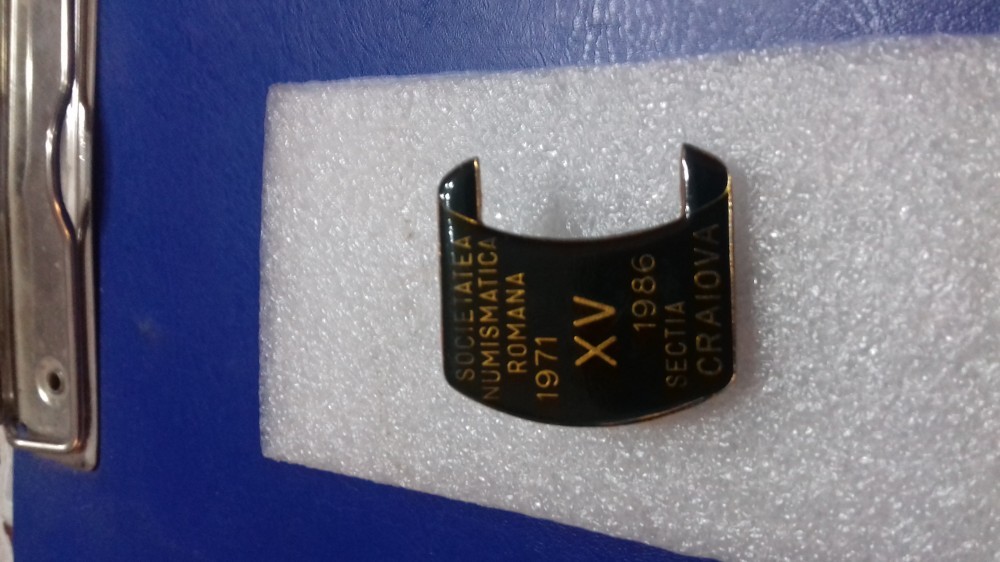 SOCIETATEA
NUMISMATICA
ROMANA
1971
XV
1986
SECTIA
CRAIOVA